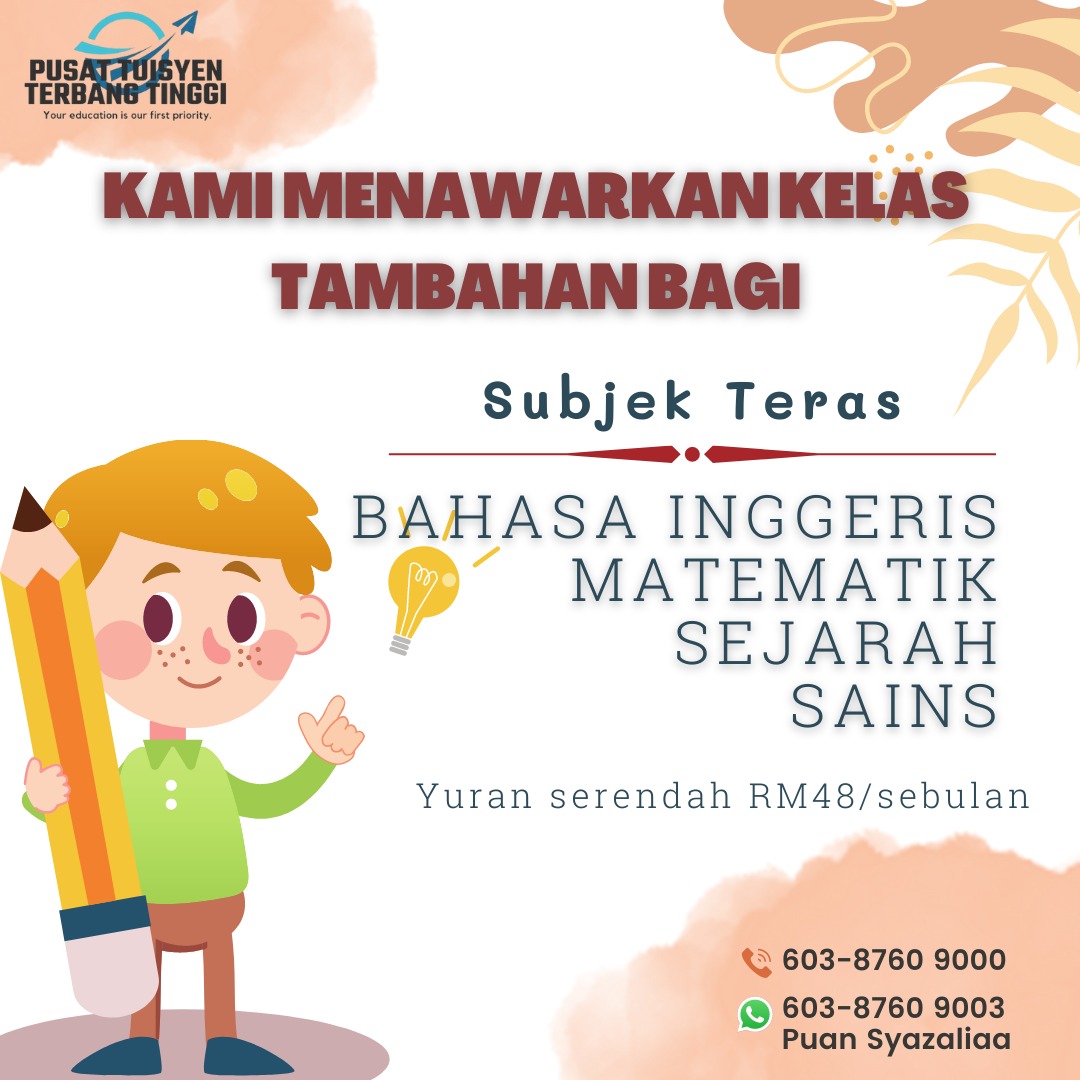 PUSAT TUISYEN
TERBANG TINGGI
Your education is our first priority.
KAMI MENAWARKAN KELAS
TAMBAHAN BAGI
Subjek Teras
BAHASA INGGERIS
MATEMATIK
SEJARAH
SAINS
Yuran serendah RM48/sebulan
603-8760 9000
603-8760 9003
Puan Syazaliaa